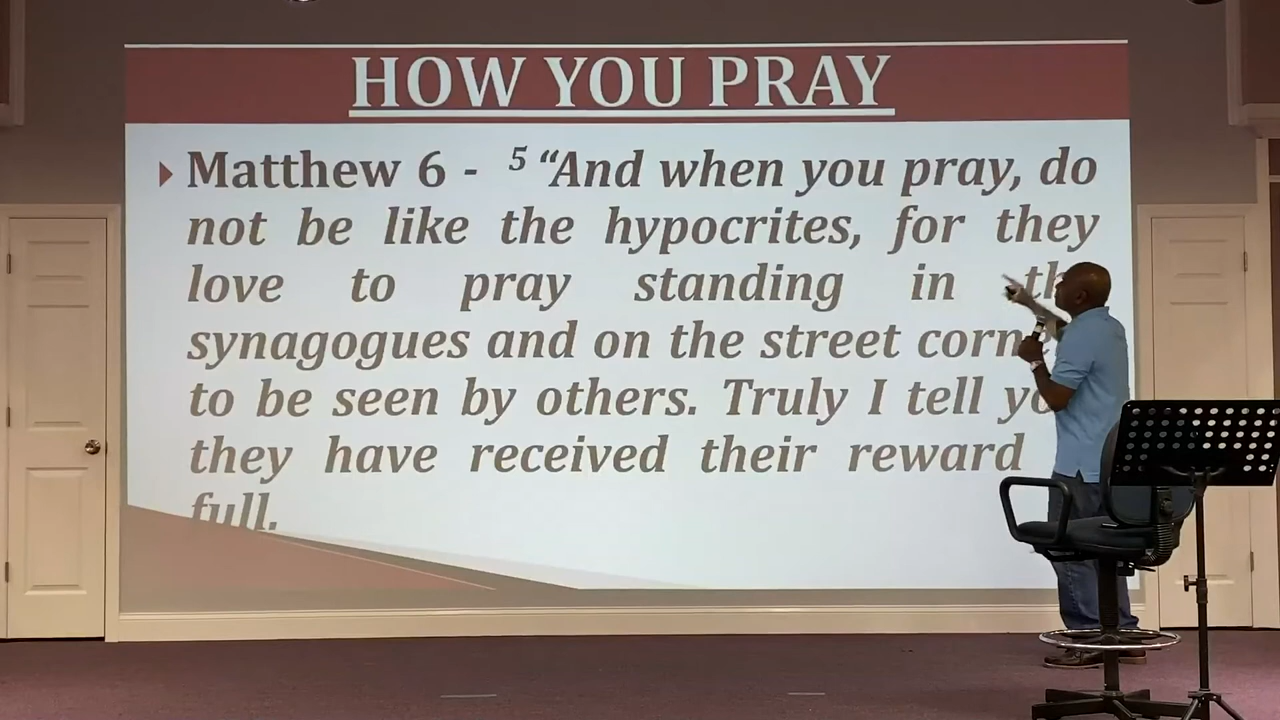 HOW YOU PRAY
Matthew 6 - 5 “And when you pray, do
not be like the hypocrites, for they
love to pray standing in
synagogues and on the street
to be seen by others. Truly I tell
they have received their reward
full.